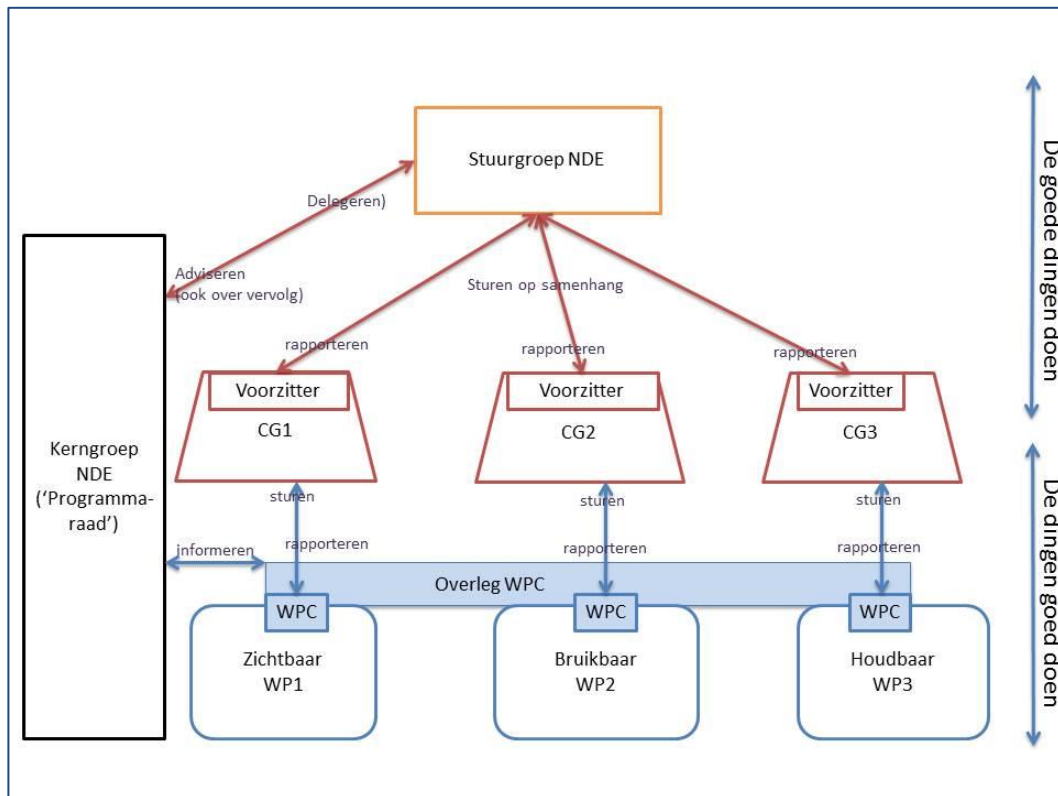 Stuurgroep NDE
Delegeren)
Adviseren
(ook over vervolg)
Sturen op samenhang
rapporteren
rapporteren
rapporteren
Voorzitter
CG1
Voorzitter
CG2
Voorzitter
CG3
Kerngroep
NDE
('Programma-
raad')
sturen
sturen
sturen
informeren
rapporteren
rapporteren
rapporteren
Overleg WPC
WPC
WPC
WPC
Zichtbaar
WP1
Bruikbaar
WP2
Houdbaar
WP3
De goede dingen doen
De dingen goed doen